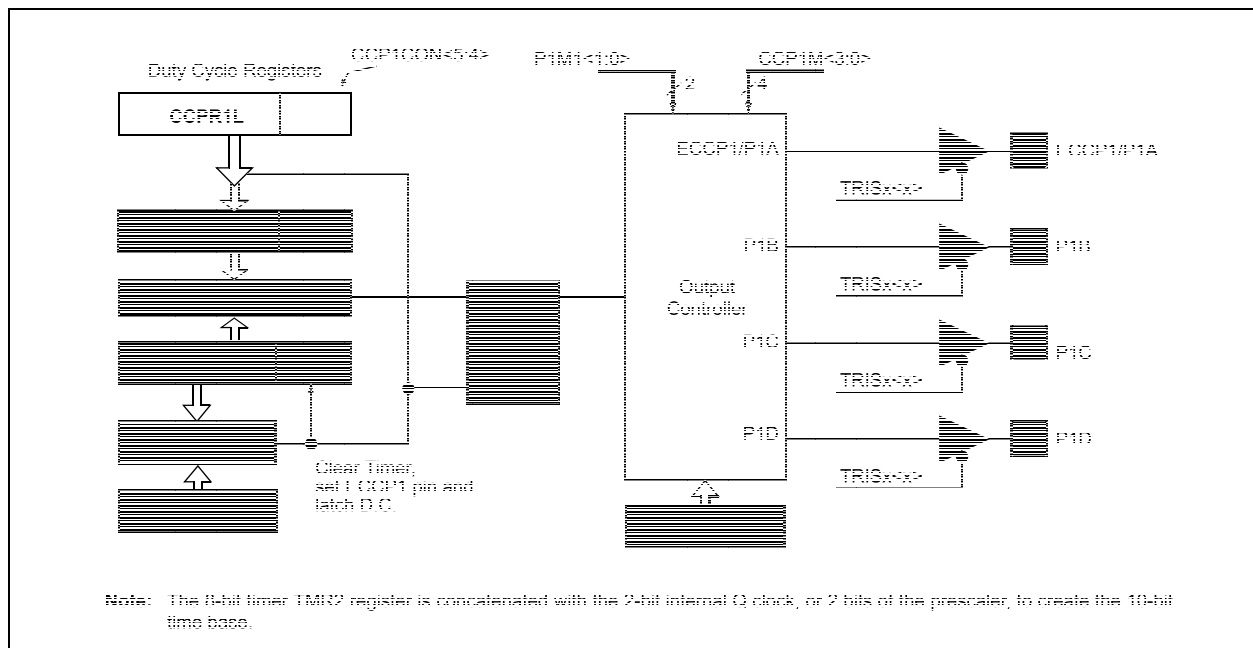 CCP1CON<5:4>
Duty Cycle Registers
CCPR1L
P1M1<1:0>
2
CCP1M<3:0>
4
ECCP1/P1A
ECCP1/P1A
TRISx<x>
P1B
P1B
TRISx<x>
Output
Controller
P1C
P1C
TRISx<x>
P1D
P1D
TRISx<x>
Clear Timer,
set ECCP1 pin and
latch D.C.
Note: The 8-bit timer TMR2 register is concatenated with the 2-bit internal Q clock, or 2 bits of the prescaler, to create the 10-bit
time base.